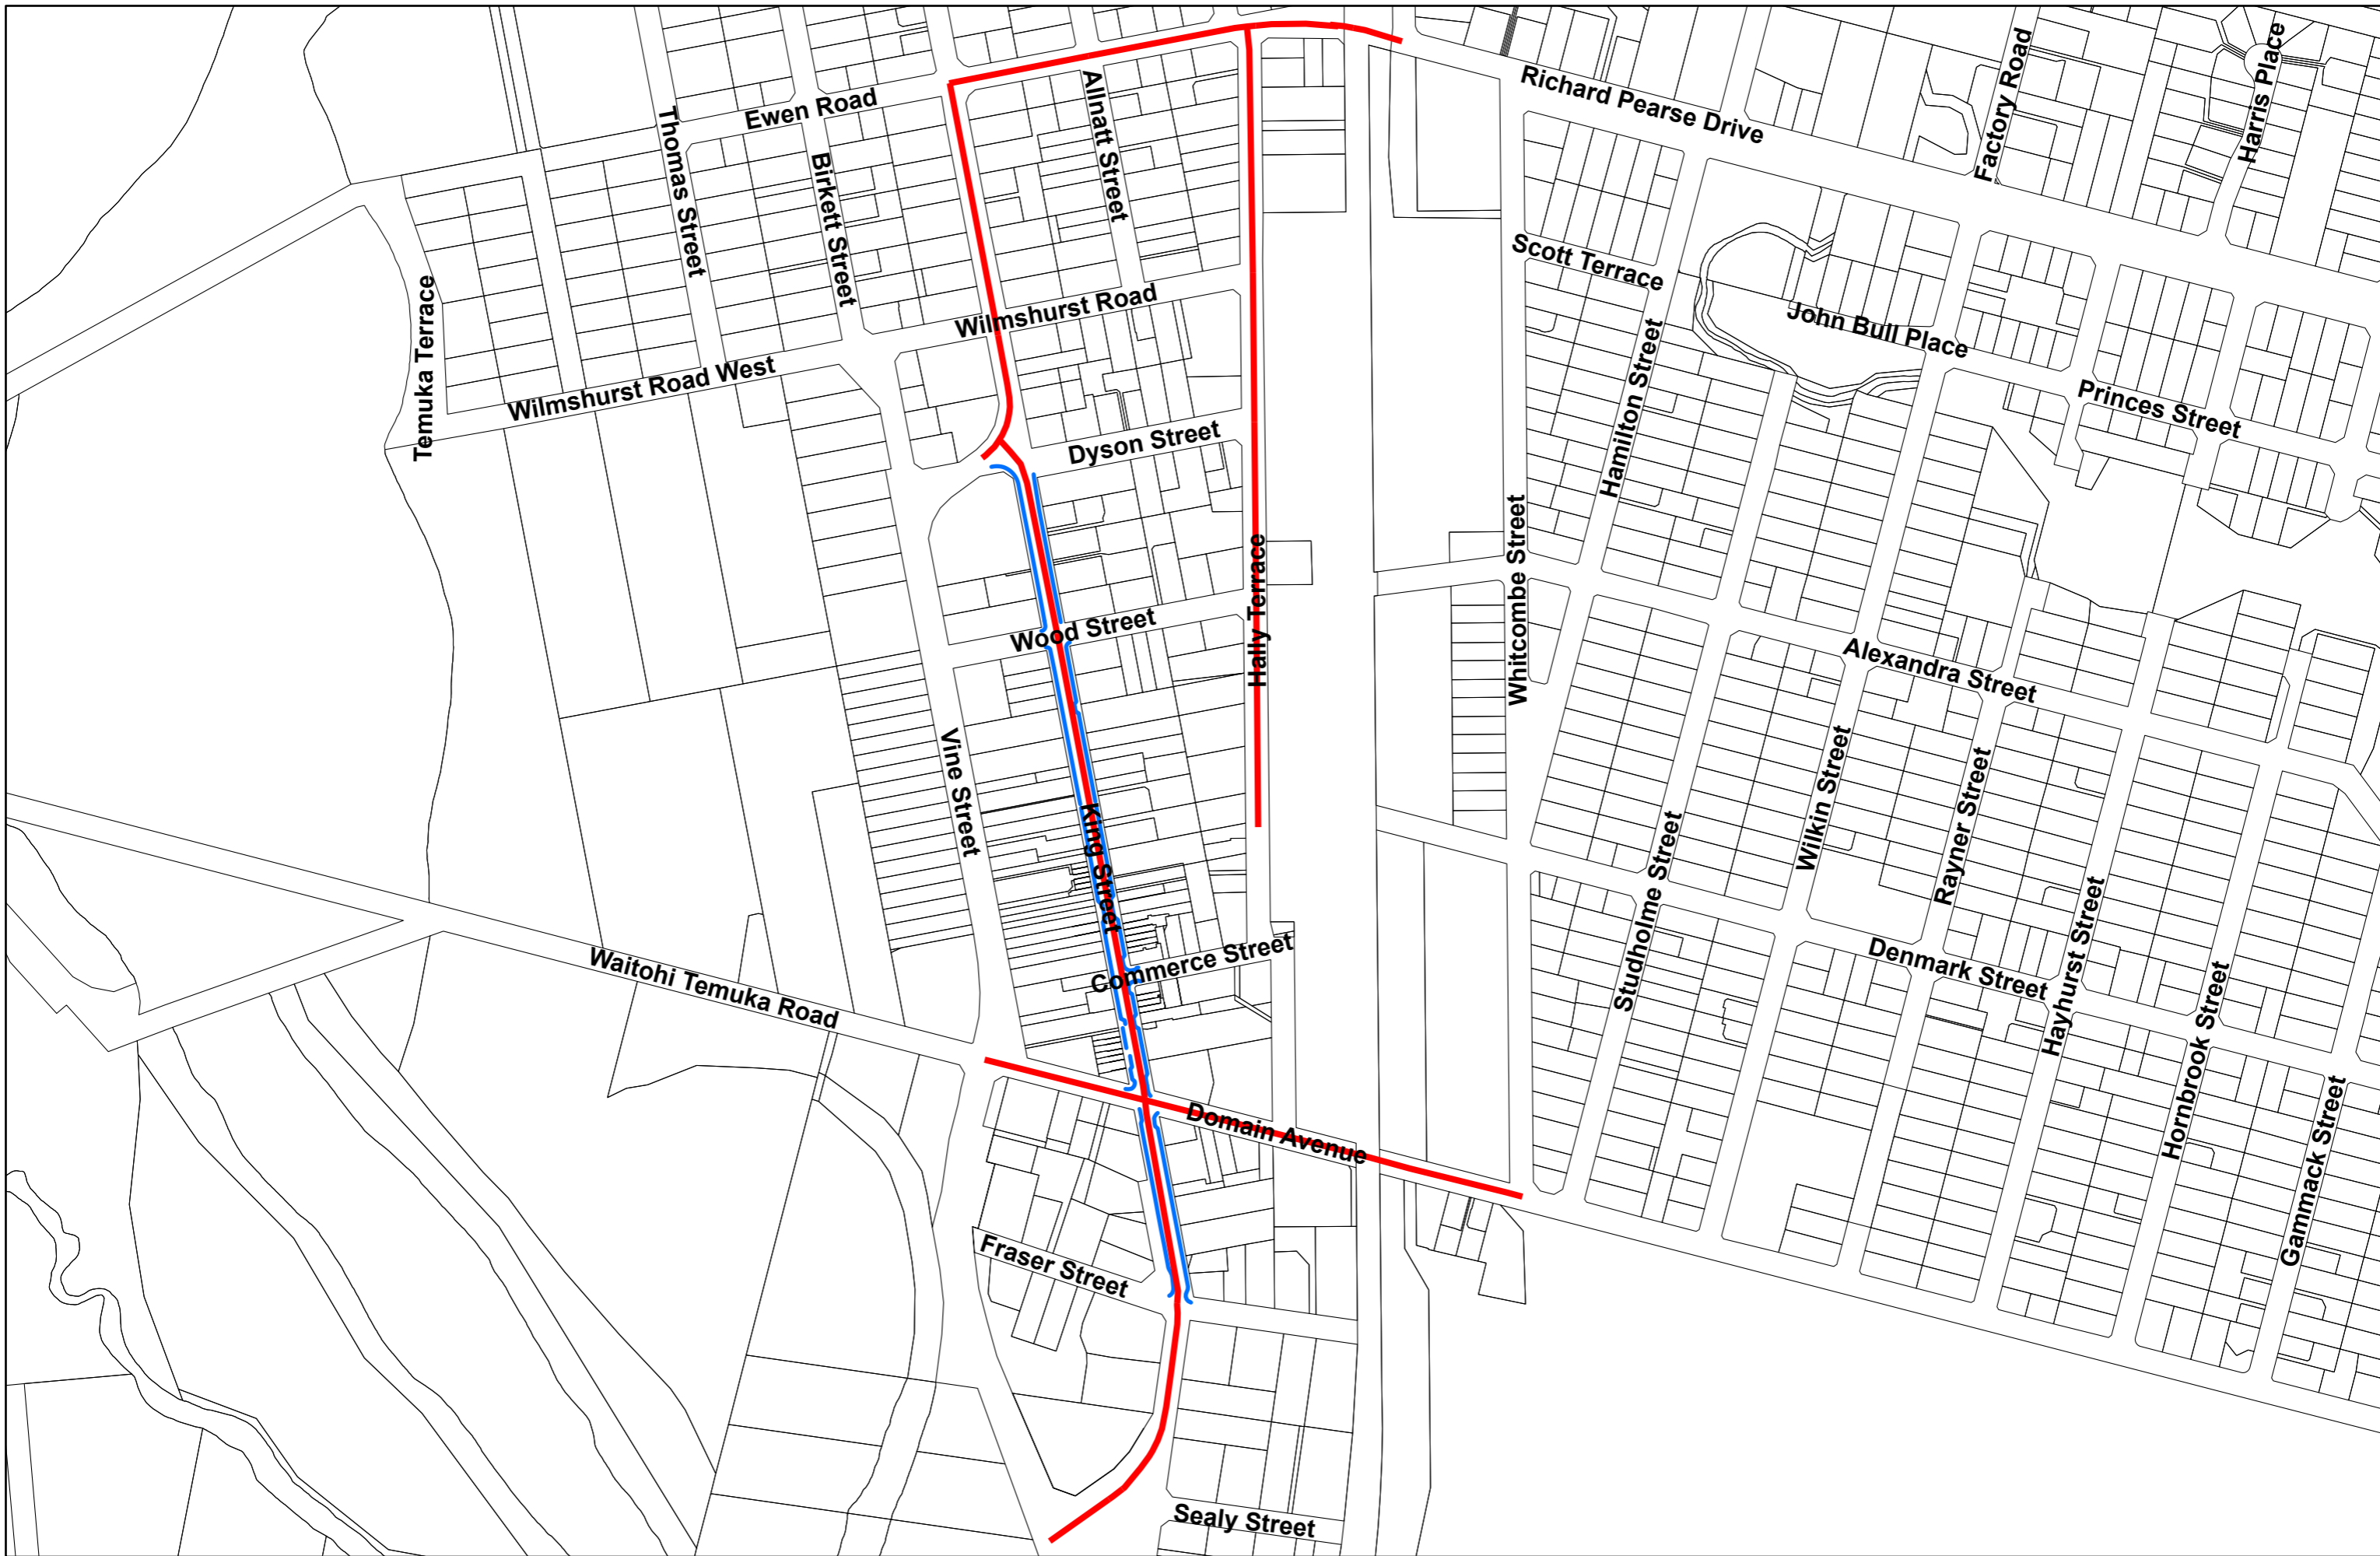 Richard Pearse Drive
Factory Road
Harris Place
Ewen Road
Allnatt Street
Thomas Street
Birkett Street
Scott Terrace
Temuka Terrace
Wilmshurst Road
John Bull Place
Hamilton Street
Wilmshurst Road West
Princes Street
Dyson Street
Whitcombe Street
Hally Terrace
Wood Street
Alexandra Street
Vine Street
King Street
Wilkin Street
Rayner Street
Studholme Street
Hayhurst Street
Commerce Street
Denmark Street
Waitohi Temuka Road
Hornbrook Street
Domain Avenue
Gammack Street
Fraser Street
Sealy Street